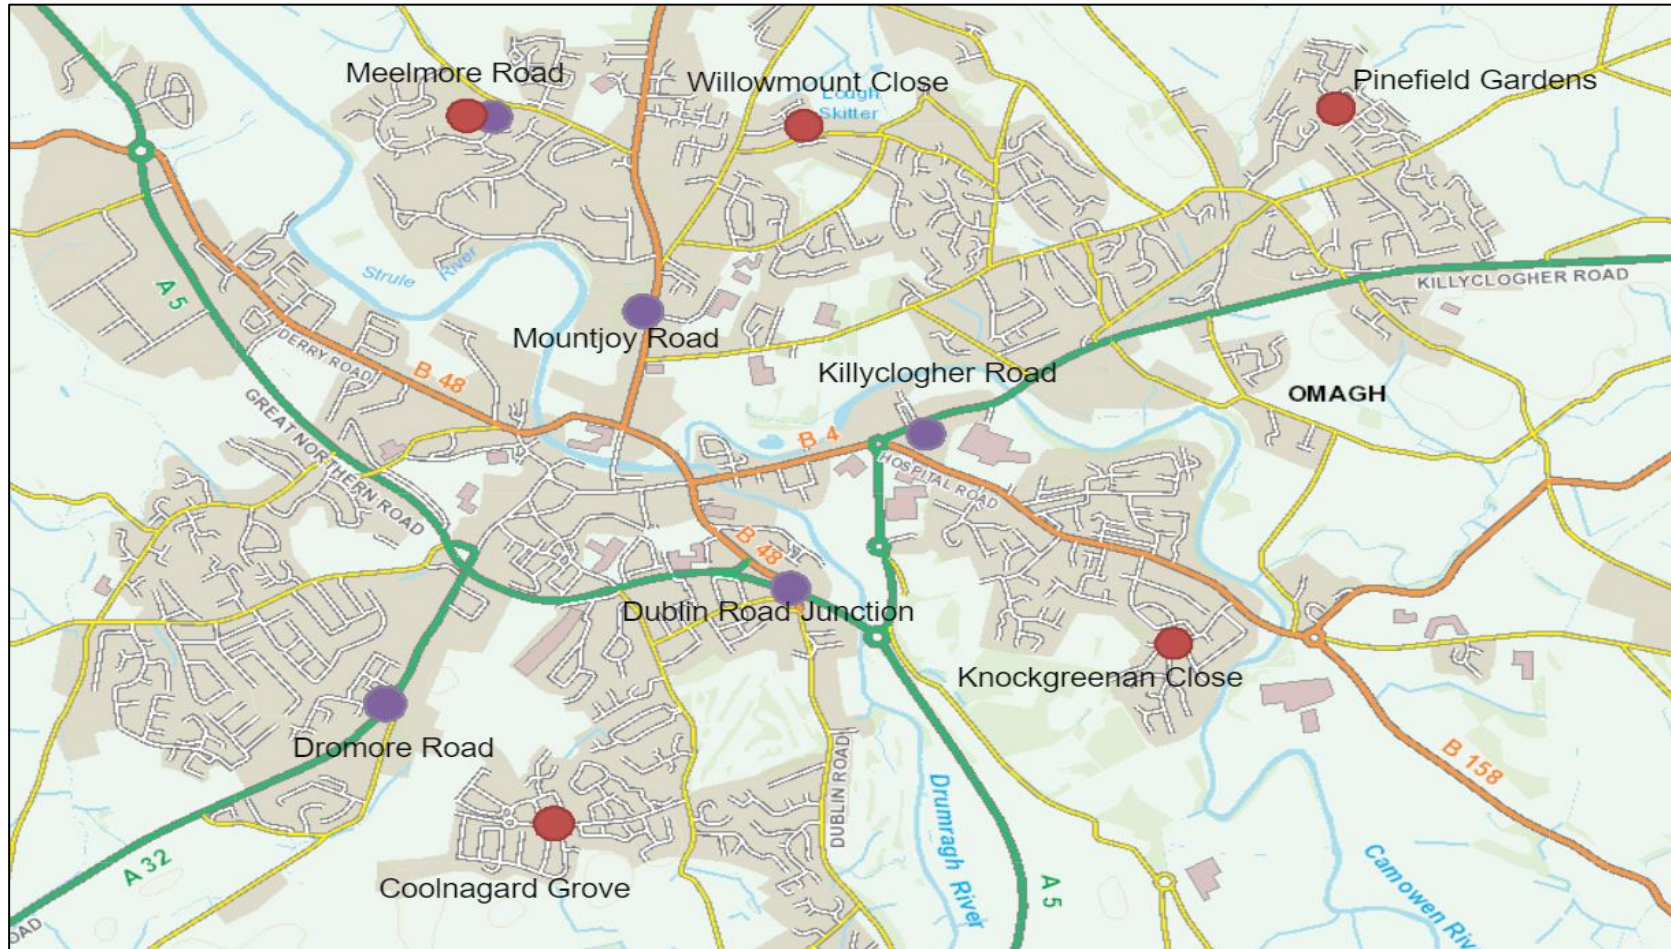 Meelmore Road
Willowmount Close
Lough
Skitter
Pinefield Gardens
Strule River
A 5
KILLYCLOGHER ROAD
Mountjoy Road
DERRY ROAD
B 48
Killyclogher Road
OMAGH
GREAT NORTHERN ROAD
B 4
HOSPITAL ROAD
B 48
Dublin Road Junction
Knockgreenan Close
Dromore Road
DUBLIN ROAD
Drumragh River
B 158
A 32
Coolnagard Grove
A 5
Camowen Riv
OAD